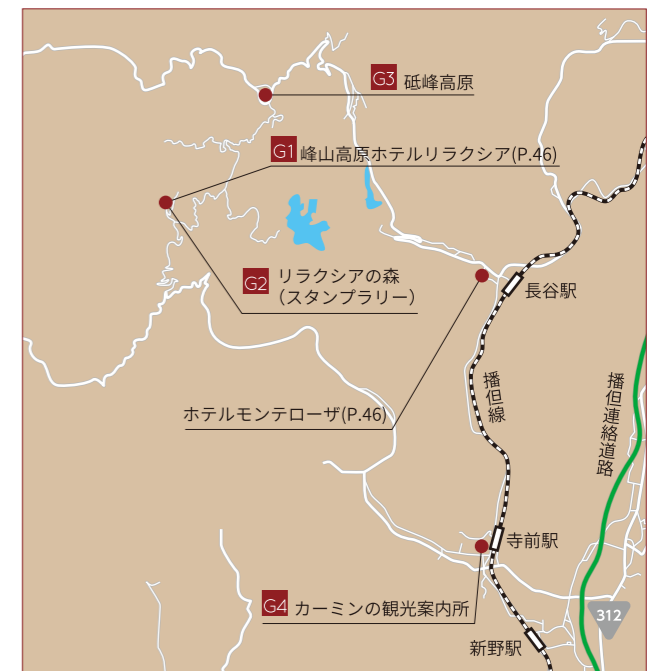 G3 砥峰高原
G1 峰山高原ホテルリラクシア(P.46)
G2 リラクシアの森
（スタンプラリー）
長谷駅
播但線
播但連絡道路
ホテルモンテローザ(P.46)
寺前駅
G4 カーミンの観光案内所
312
新野駅